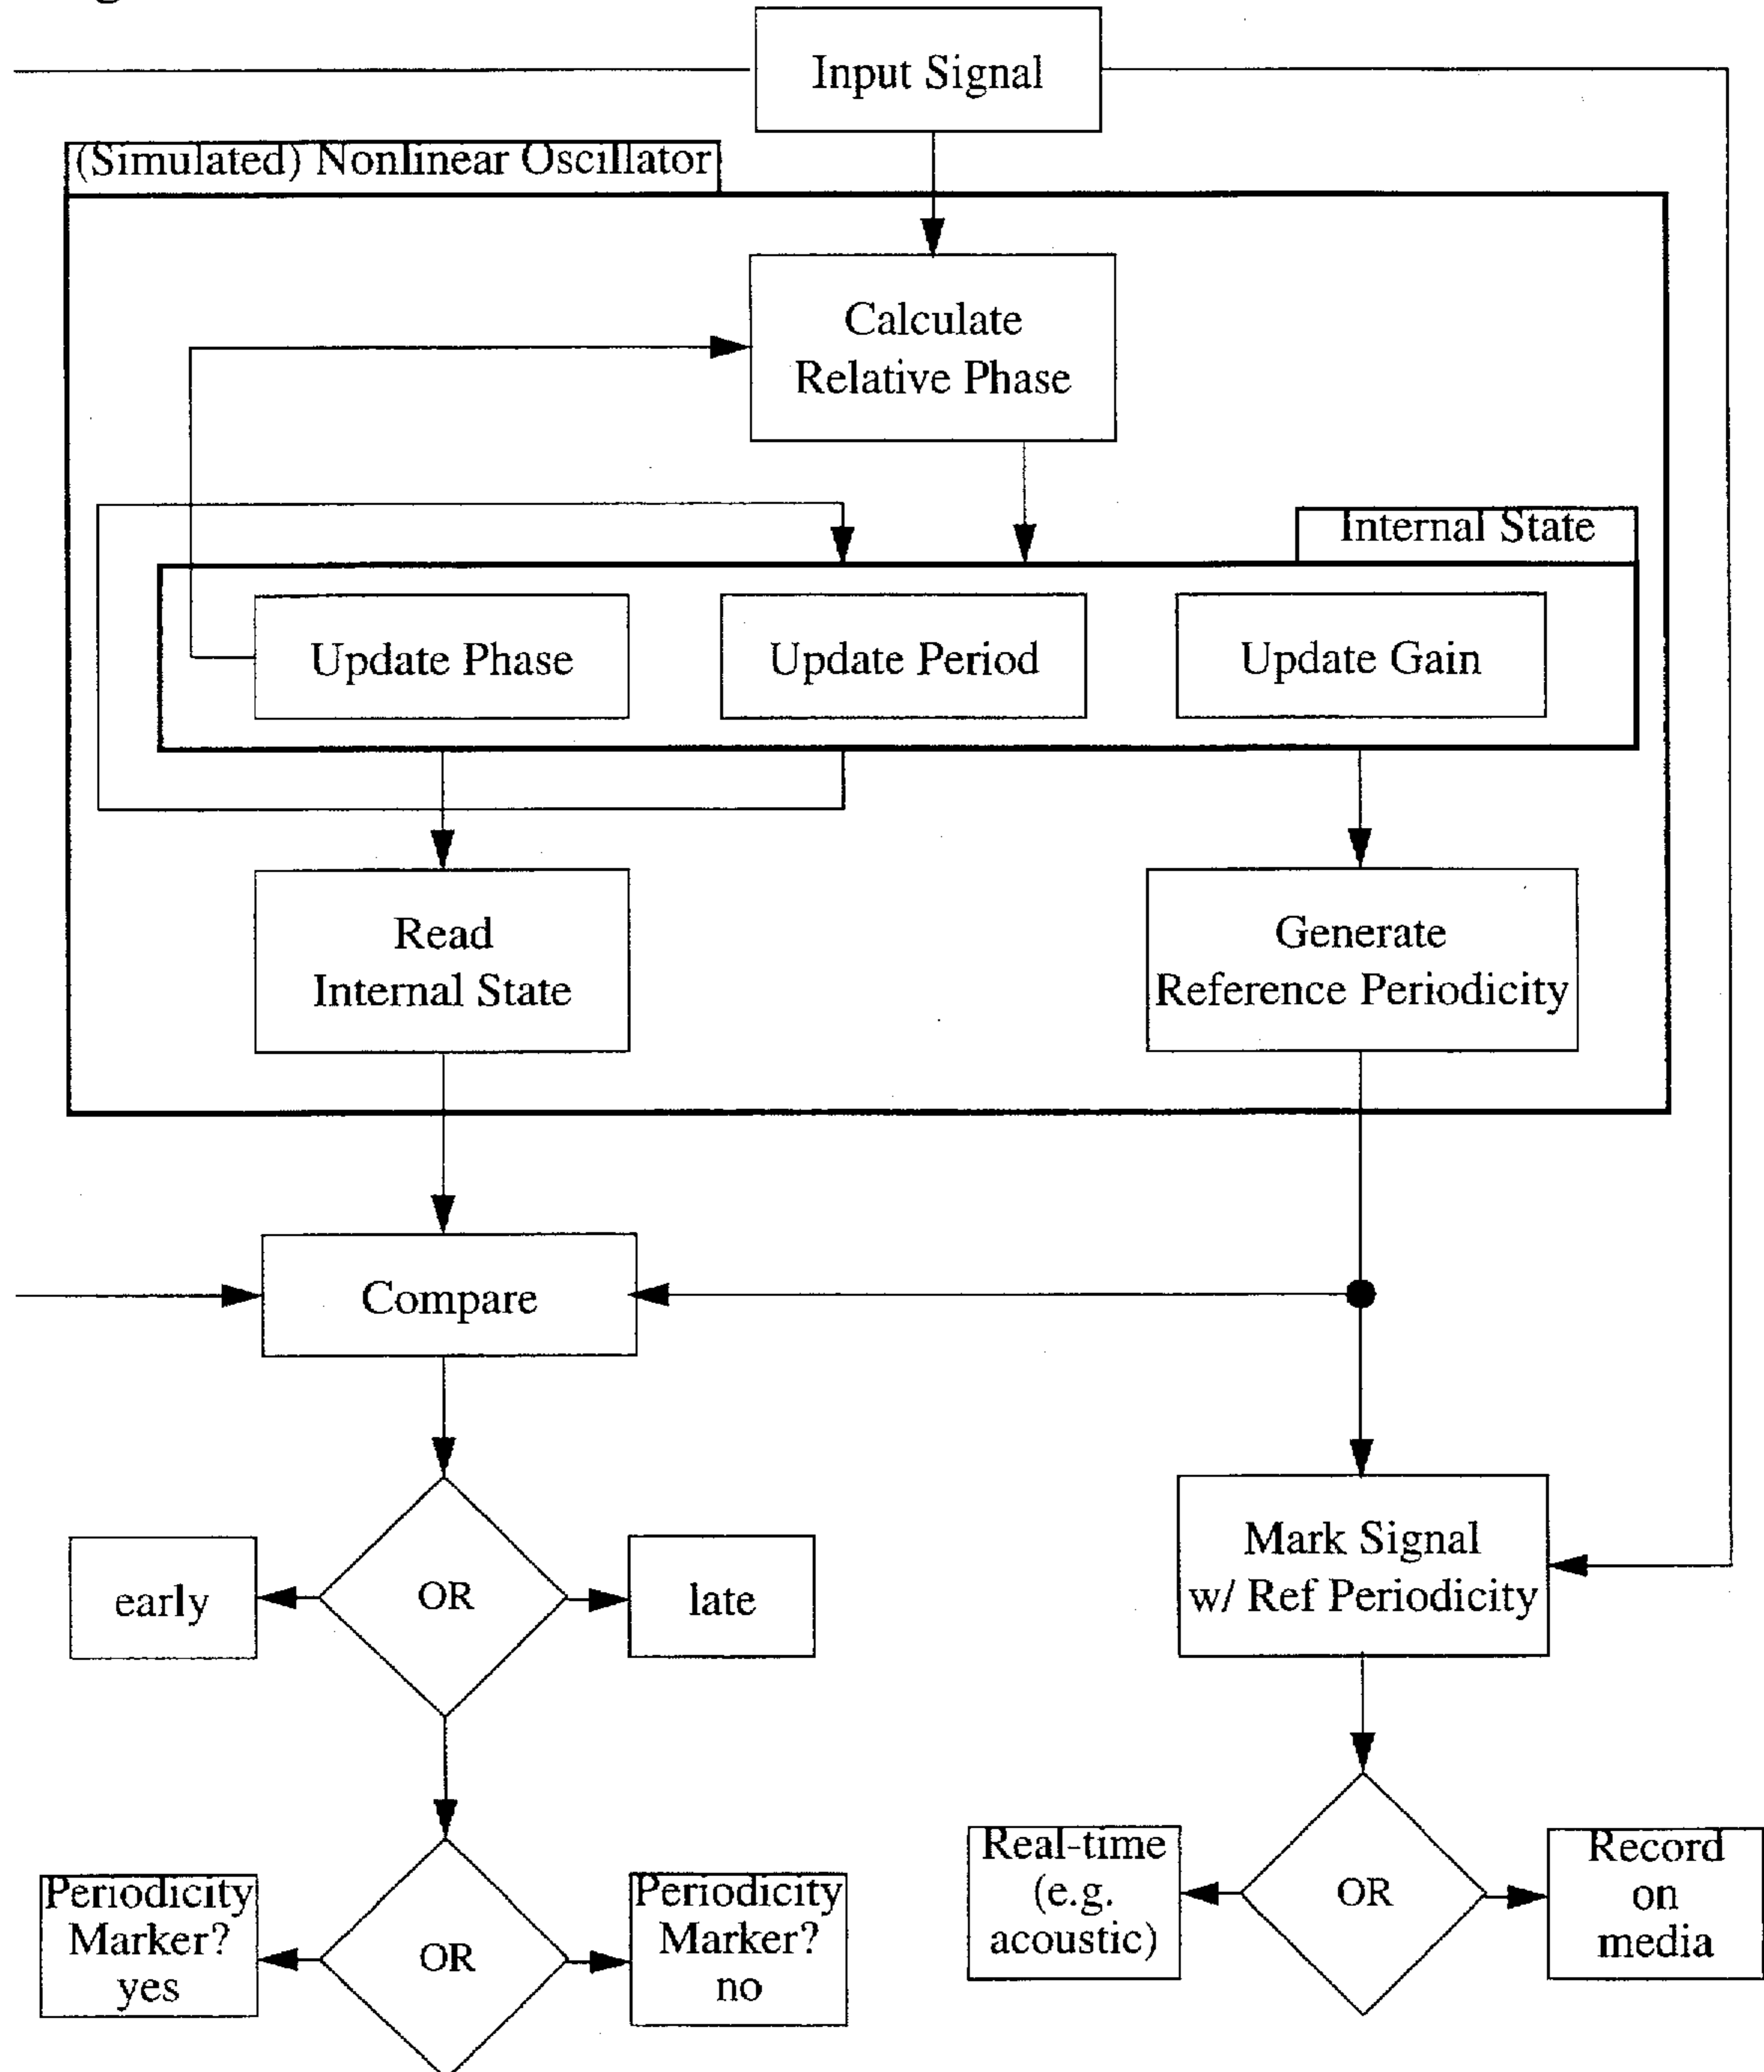 Input Signal
(Simulated) Nonlinear Oscillator
Calculate
Relative Phase
Internal State
Update Phase
Update Period
Update Gain
Read
Internal State
Generate
Reference Periodicity
Compare
early
OR
late
Mark Signal
w/ Ref Periodicity
Periodicity
Marker?
yes
OR
Periodicity
Marker?
no
Real-time
(e.g.
acoustic)
OR
Record
on
media